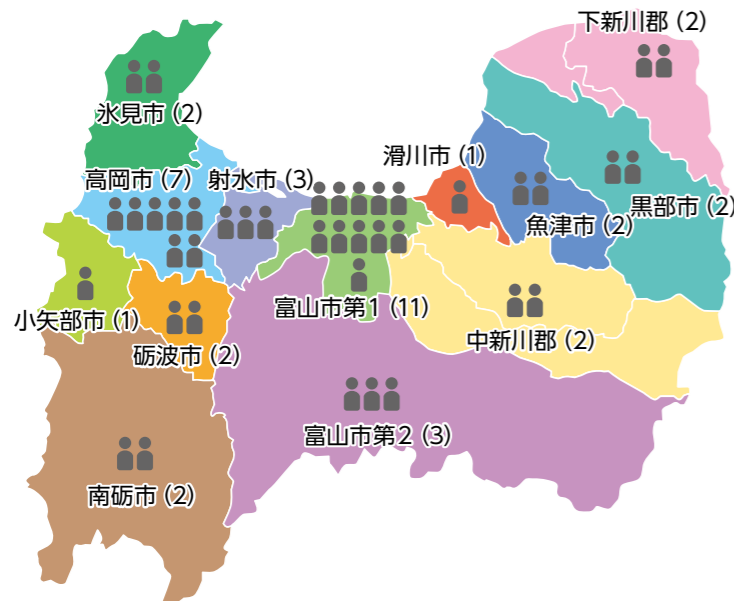 下新川郡 (2)
氷見市 (2)
滑川市 (1)
高岡市 (7)
射水市 (3)
黒部市 (2)
魚津市 (2)
富山市第1 (11)
小矢部市 (1)
中新川郡 (2)
砺波市 (2)
富山市第2 (3)
南砺市 (2)